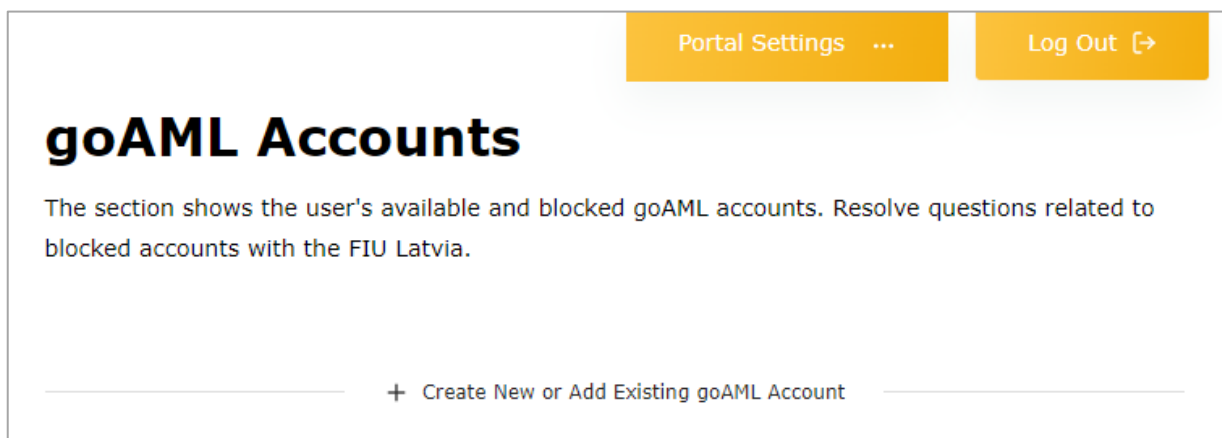 Portal Settings ...
Log Out
goAML Accounts
The section shows the user's available and blocked goAML accounts. Resolve questions related to
blocked accounts with the FIU Latvia.
+ Create New or Add Existing goAML Account